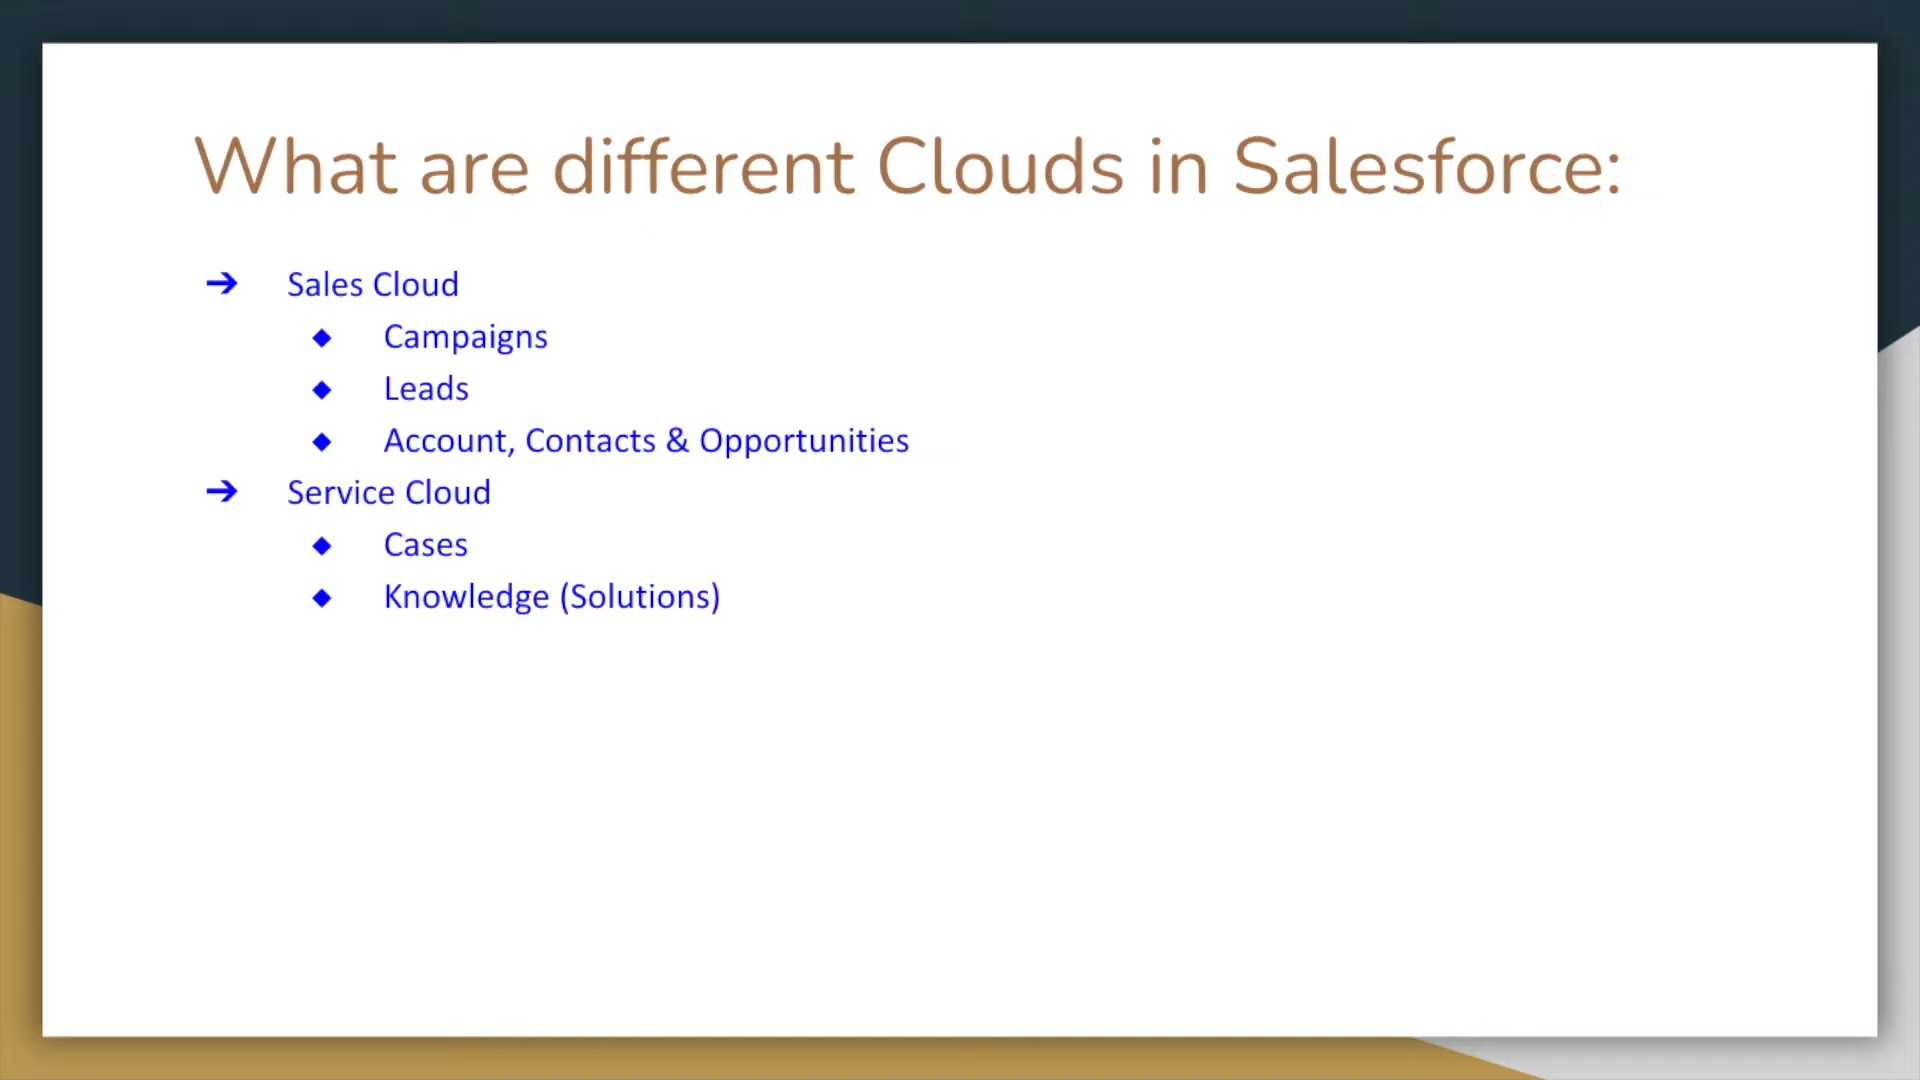 What are different Clouds in Salesforce:
➔ Sales Cloud
◆ Campaigns
◆ Leads
◆ Account, Contacts & Opportunities
➔ Service Cloud
◆ Cases
◆ Knowledge (Solutions)